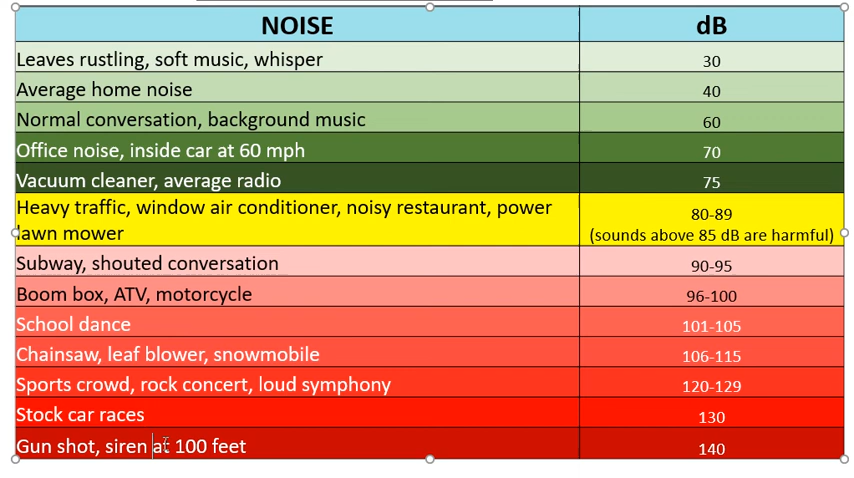 NOISE dB
Leaves rustling, soft music, whisper 30
Average home noise 40
Normal conversation, background music 60
Office noise, inside car at 60 mph 70
Vacuum cleaner, average radio 75
Heavy traffic, window air conditioner, noisy restaurant, power 80-89
lawn mower (sounds above 85 dB are harmful)
Subway, shouted conversation 90-95
Boom box, ATV, motorcycle 96-100
School dance 101-105
Chainsaw, leaf blower, snowmobile 106-115
Sports crowd, rock concert, loud symphony 120-129
Stock car races 130
Gun shot, siren at 100 feet 140